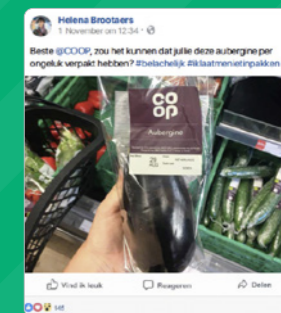 Helena Brootaers
1 November om 12:34 ·
Beste @COOP, zou het kunnen dat jullie deze aubergine per
ongeluk verpakt hebben? #belachelijk #iklaatmenietinpakken
co
op
Aubergine
Vind ik leuk
Reageren
Delen